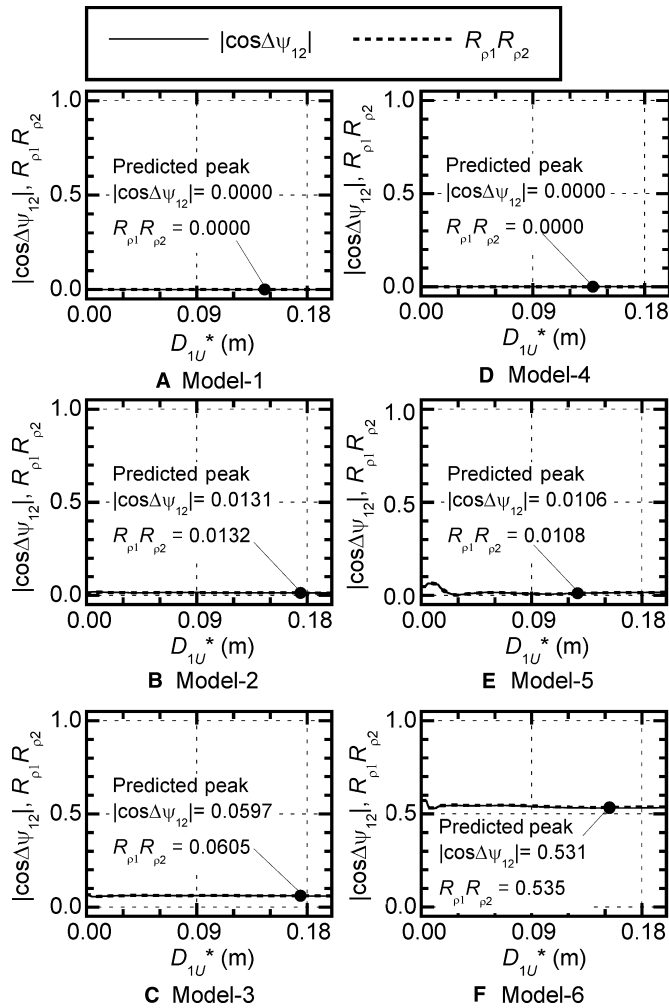 |cosΔψ₁₂| Rρ1Rρ2
|cosΔψ₁₂|, Rρ1Rρ2
1.0
0.5
0.0
Predicted peak
|cosΔψ₁₂|= 0.0000
Rρ1Rρ2 = 0.0000
0.00 0.09 0.18
D1U* (m)
A Model-1
|cosΔψ₁₂|, Rρ1Rρ2
1.0
0.5
0.0
Predicted peak
|cosΔψ₁₂|= 0.0000
Rρ1Rρ2 = 0.0000
0.00 0.09 0.18
D1U* (m)
D Model-4
|cosΔψ₁₂|, Rρ1Rρ2
1.0
0.5
0.0
Predicted peak
|cosΔψ₁₂|= 0.0131
Rρ1Rρ2 = 0.0132
0.00 0.09 0.18
D1U* (m)
B Model-2
|cosΔψ₁₂|, Rρ1Rρ2
1.0
0.5
0.0
Predicted peak
|cosΔψ₁₂|= 0.0106
Rρ1Rρ2 = 0.0108
0.00 0.09 0.18
D1U* (m)
E Model-5
|cosΔψ₁₂|, Rρ1Rρ2
1.0
0.5
0.0
Predicted peak
|cosΔψ₁₂|= 0.0597
Rρ1Rρ2 = 0.0605
0.00 0.09 0.18
D1U* (m)
C Model-3
|cosΔψ₁₂|, Rρ1Rρ2
1.0
0.5
0.0
Predicted peak
|cosΔψ₁₂|= 0.531
Rρ1Rρ2 = 0.535
0.00 0.09 0.18
D1U* (m)
F Model-6